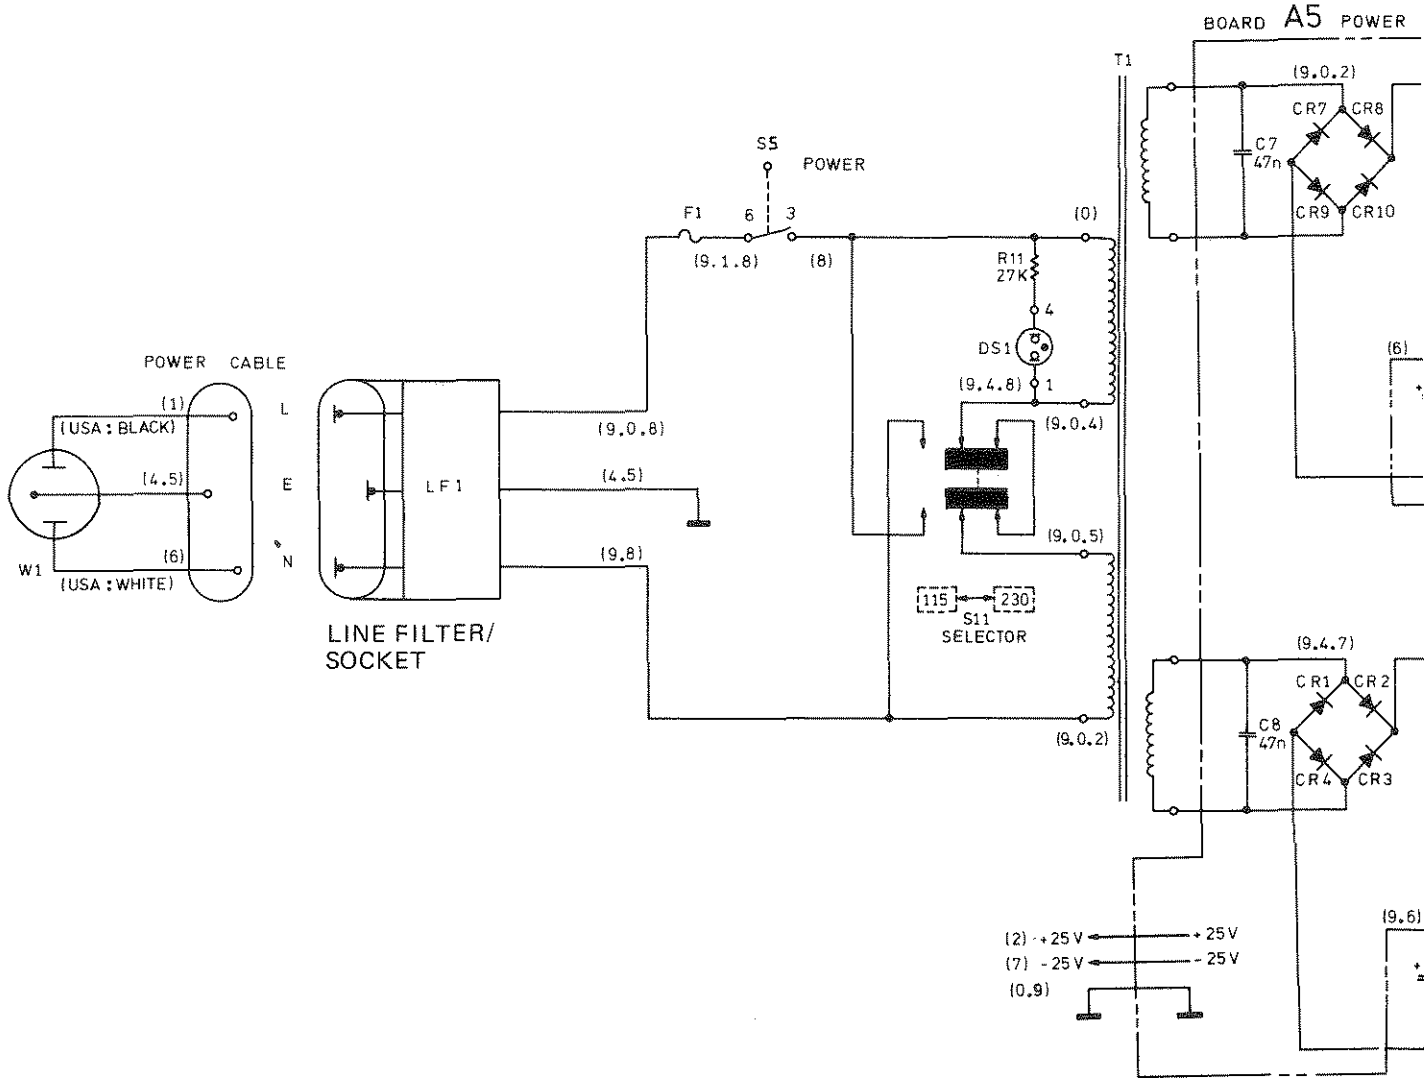 BOARD A5 POWER
T1
(9.0.2)
CR7 CR8
C7
47n
CR9 CR10
S5
POWER
F1 6 3 (0)
(9.1.8) (8)
R11
27K
4
DS1
(6)
POWER CABLE
(9.4.8) 1
(1) L
(USA: BLACK)
(9.0.8) (9.0.4)
(4.5) E LF1 (4.5)
(6) N (9.8) (9.0.5)
W1 (USA: WHITE)
115 230
S11
SELECTOR
LINE FILTER/
SOCKET
(9.4.7)
CR1 CR2
C8
47n
(9.0.2)
CR4 CR3
(9.6)
(2) +25V +25V
(7) -25V -25V
(0.9)